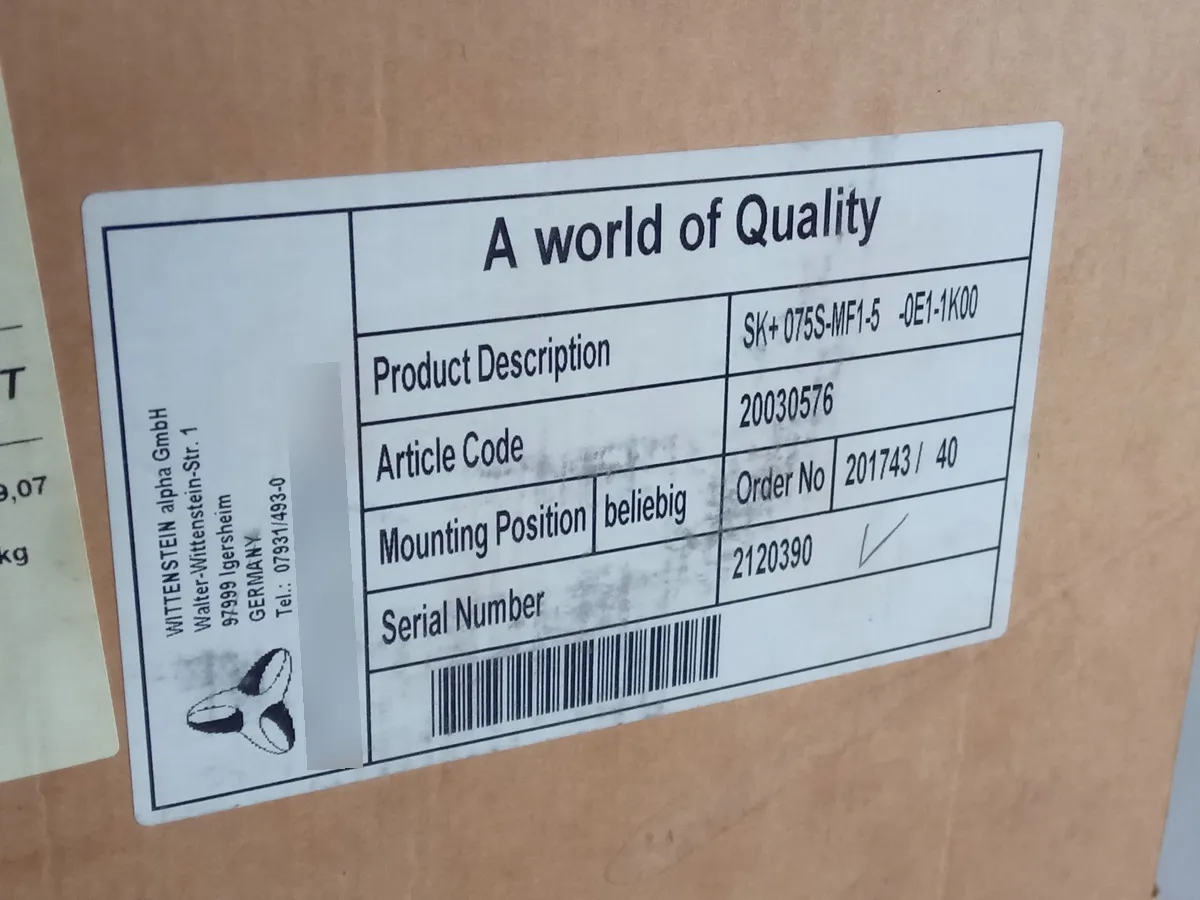 T
9,07
kg
WITTENSTEIN alpha GmbH
Walter-Wittenstein-Str. 1
97999 Igersheim
GERMANY
Tel.: 07931/493-0
A world of Quality
Product Description SK+ 075S-MF1-5 -0E1-1K00
Article Code 20030576
Mounting Position beliebig Order No 201743 / 40
Serial Number 2120390